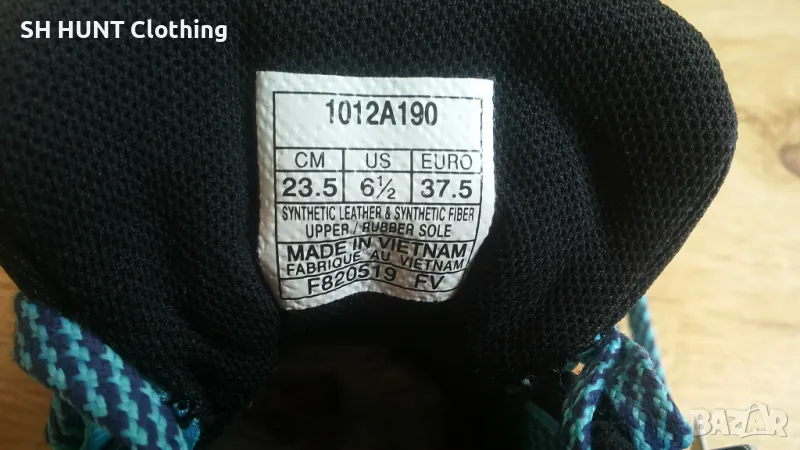 SH HUNT Clothing
1012A190
CM US EURO
23.5 6½ 37.5
SYNTHETIC LEATHER & SYNTHETIC FIBER
UPPER / RUBBER SOLE
MADE IN VIETNAM
FABRIQUE AU VIETNAM
F820519 FV
BAZAR